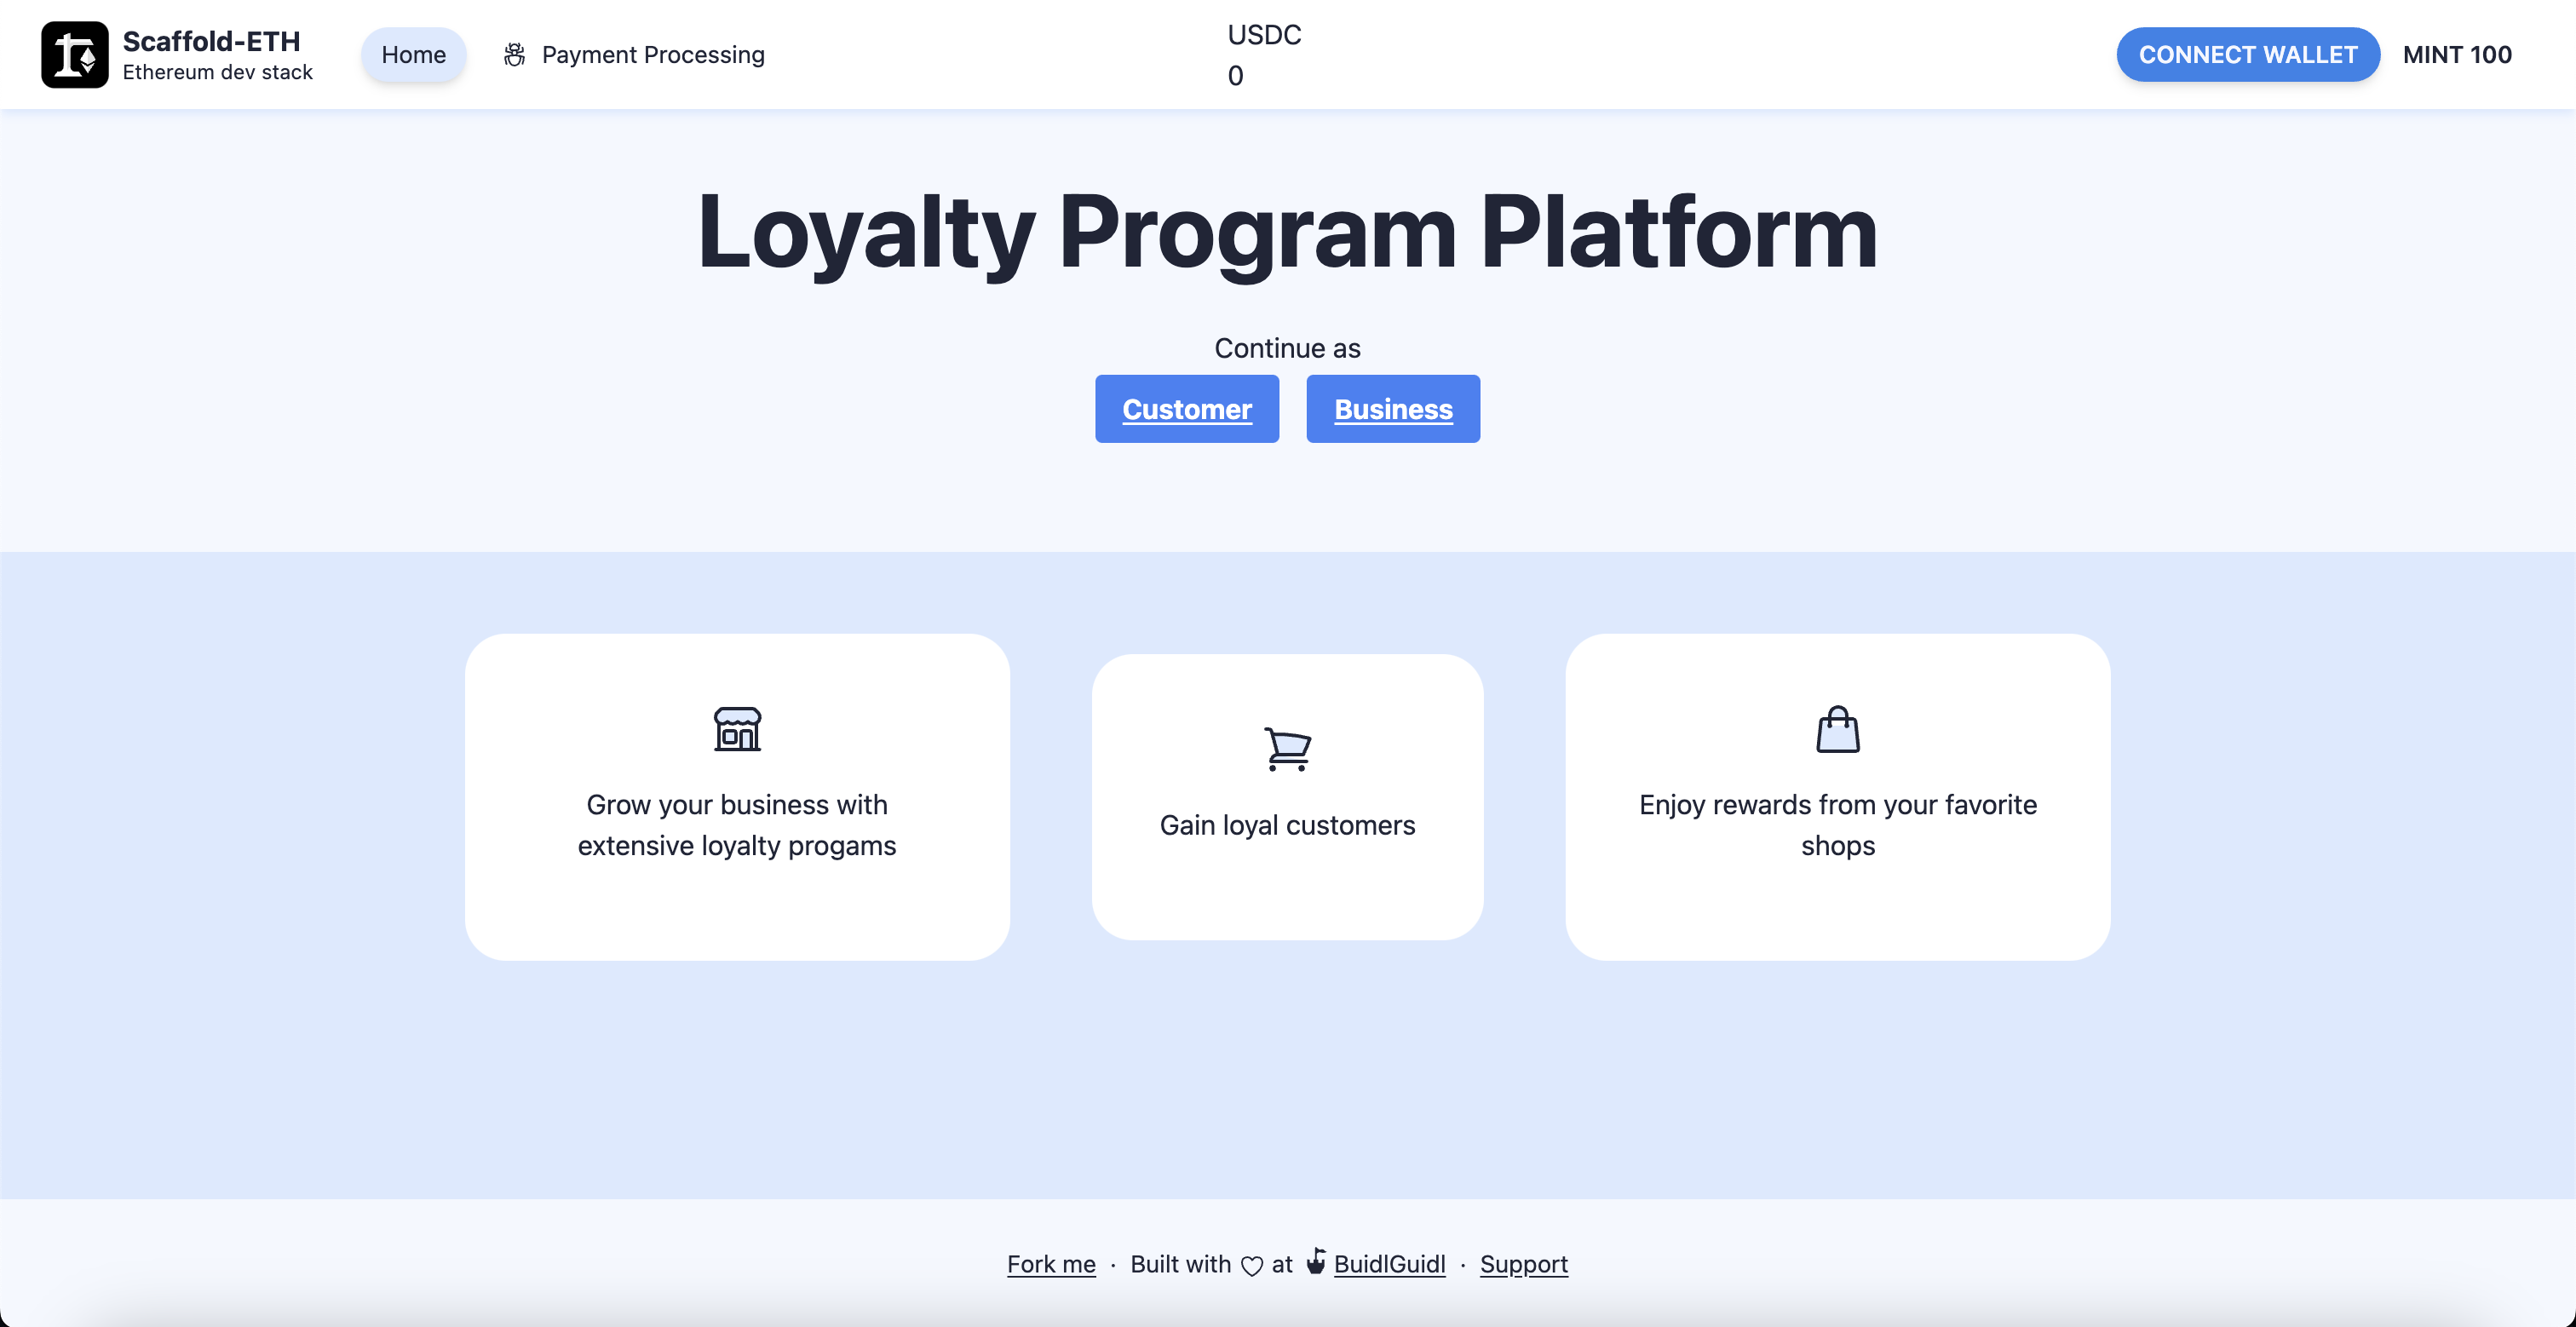 Scaffold-ETH
Ethereum dev stack
Home
Payment Processing
USDC
0
CONNECT WALLET
MINT 100
Loyalty Program Platform
Continue as
Customer
Business
Grow your business with
extensive loyalty progams
Gain loyal customers
Enjoy rewards from your favorite
shops
Fork me · Built with ♡ at BuidlGuidl · Support